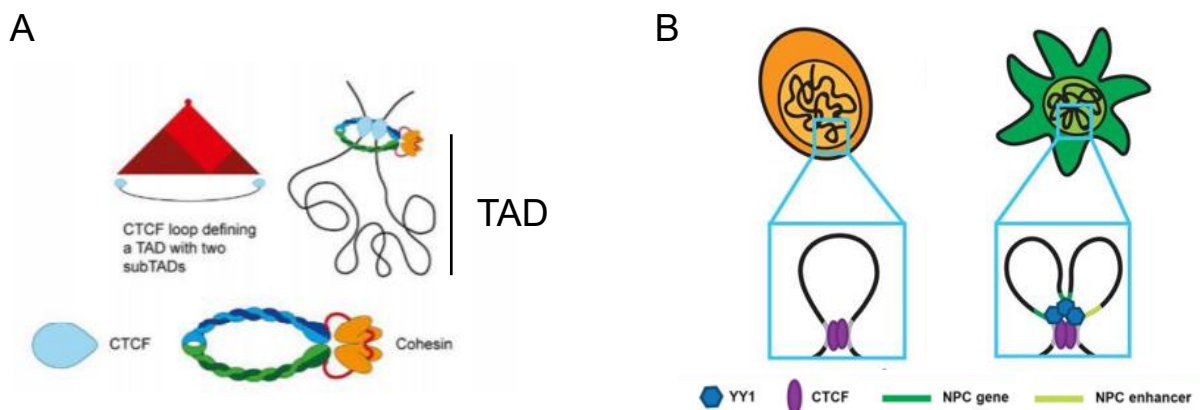 A
B
CTCF loop defining
a TAD with two
subTADs
TAD
CTCF
Cohesin
YY1
CTCF
NPC gene
NPC enhancer